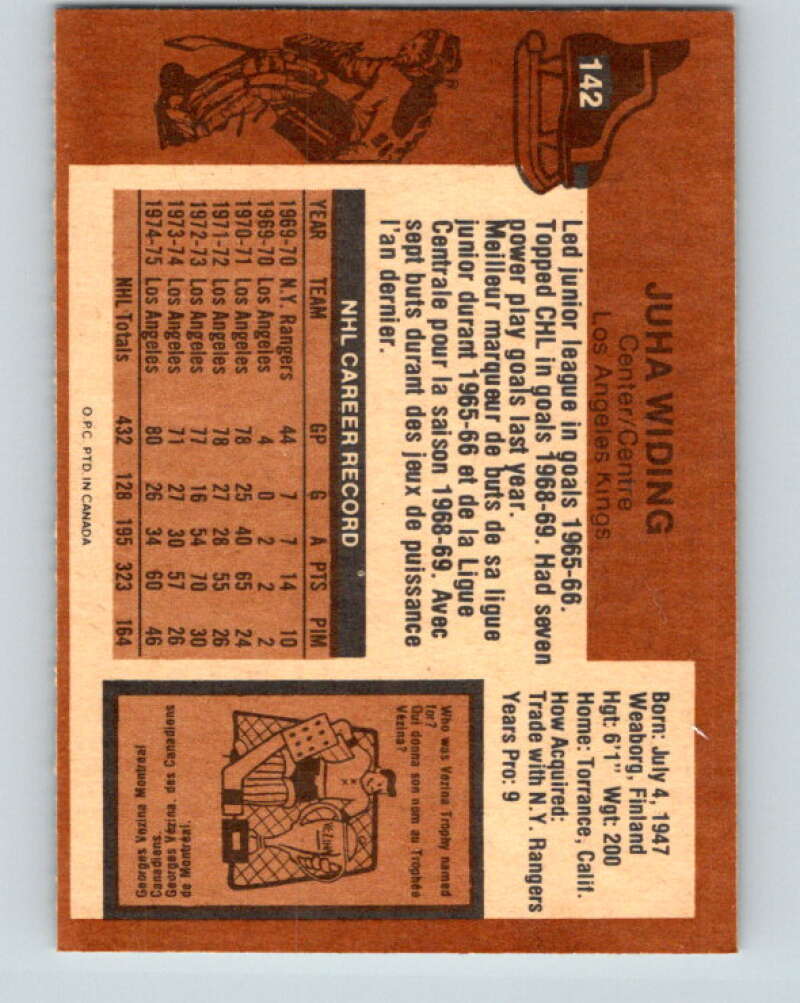 142
JUHA WIDING
Center/Centre
Los Angeles Kings
Led junior league in goals 1965-66.
Topped CHL in goals 1968-69. Had seven
power play goals last year.
Meilleur marqueur de buts de sa ligue
junior durant 1965-66 et de la Ligue
Centrale pour la saison 1968-69. Avec
sept buts durant des jeux de puissance
l'an dernier.
NHL CAREER RECORD
YEAR TEAM GP G A PTS PIM
1969-70 N.Y. Rangers 44 7 7 14 10
1969-70 Los Angeles 4 0 2 2 2
1970-71 Los Angeles 78 25 40 65 24
1971-72 Los Angeles 78 27 28 55 26
1972-73 Los Angeles 77 16 54 70 30
1973-74 Los Angeles 71 27 30 57 26
1974-75 Los Angeles 80 26 34 60 46
NHL Totals 432 128 195 323 164
O.P.C. PTD. IN CANADA
Born: July 4, 1947
Weaborg, Finland
Hgt: 6'1" Wgt: 200
Home: Torrance, Calif.
How Acquired:
Trade with N.Y. Rangers
Years Pro: 9
Who was Vezina Trophy named
for?
Qui donna son nom au Trophée
Vézina?
VEZINA
Georges Vezina Montreal
Canadiens
Georges Vézina des Canadiens
de Montréal.